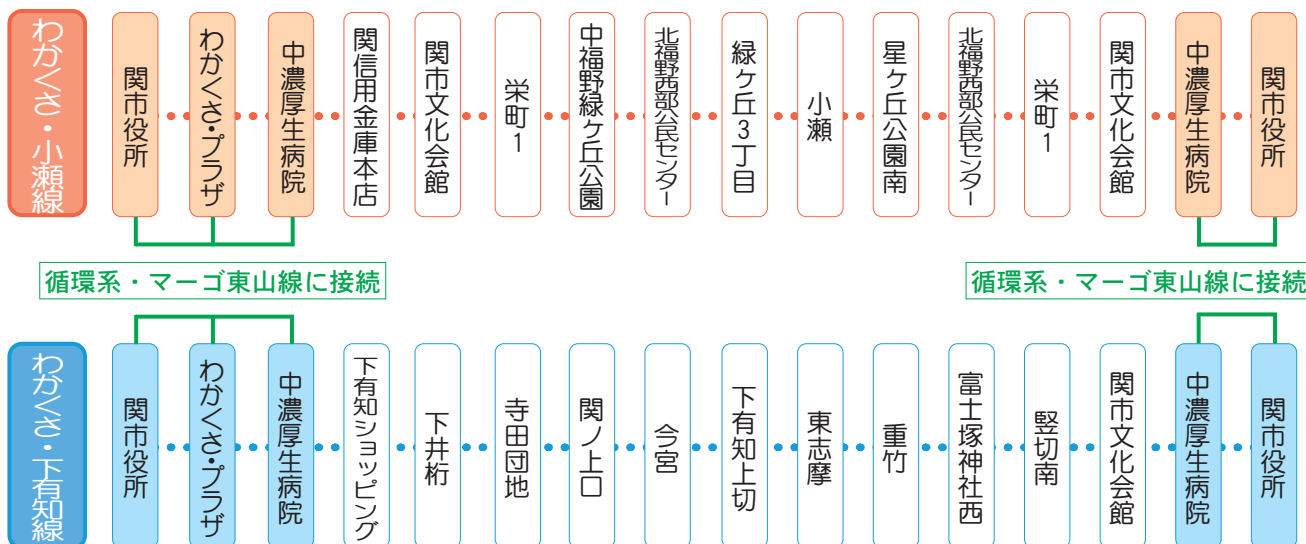 わかくさ・小瀬線
関市役所
わかくさ・プラザ
中濃厚生病院
関信用金庫本店
関市文化会館
栄町1
中福野緑ヶ丘公園
北福野西部公民センター
緑ヶ丘3丁目
小瀬
星ヶ丘公園南
北福野西部公民センター
栄町1
関市文化会館
中濃厚生病院
関市役所
循環系・マーゴ東山線に接続
循環系・マーゴ東山線に接続
わかくさ・下有知線
関市役所
わかくさ・プラザ
中濃厚生病院
下有知ショッピング
下井桁
寺田団地
関ノ上口
今宮
下有知上切
東志摩
重竹
富士塚神社西
竪切南
関市文化会館
中濃厚生病院
関市役所